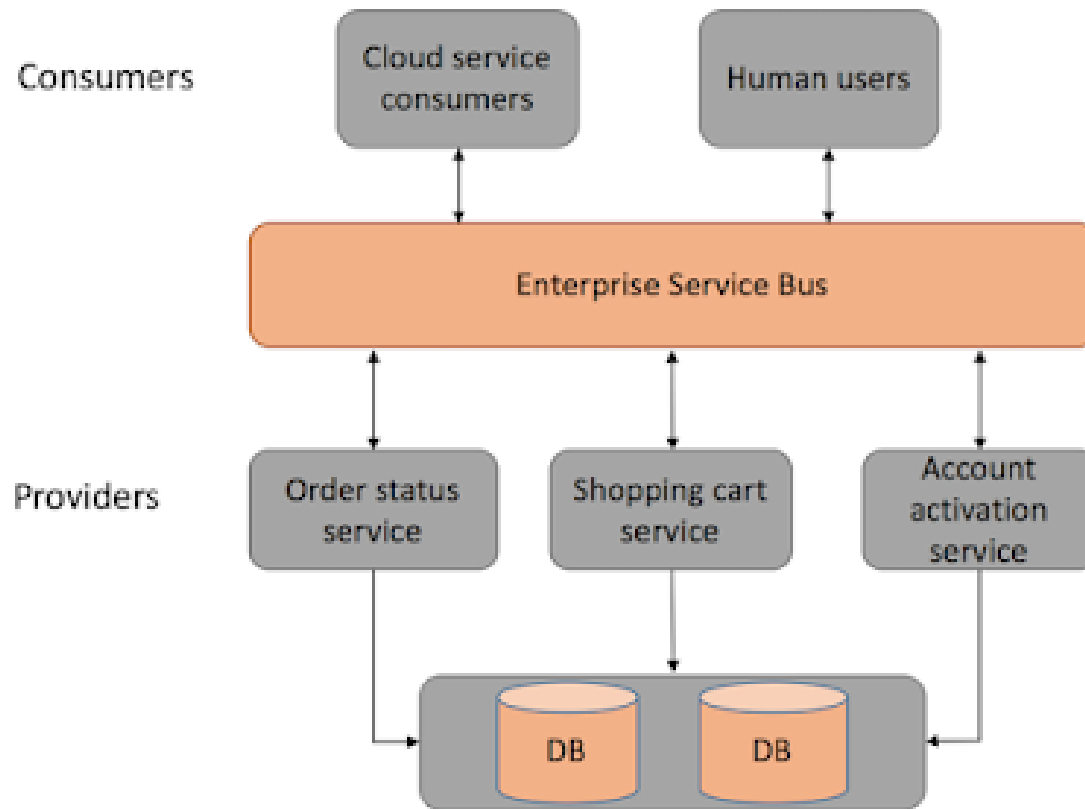 Consumers
Cloud service
consumers
Human users
Enterprise Service Bus
Providers
Order status
service
Shopping cart
service
Account
activation
service
DB
DB